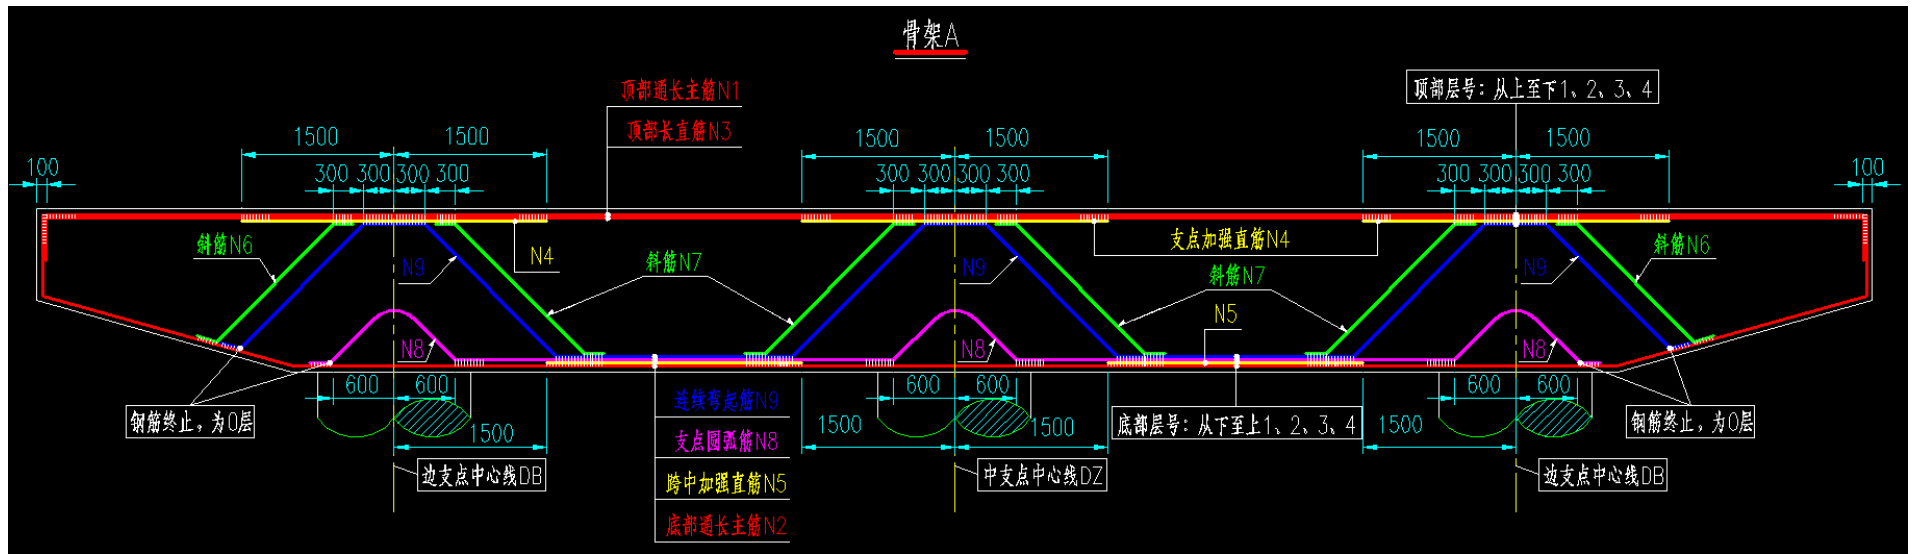 骨架A
顶部通长主筋N1
顶部长直筋N3
顶部层号：从上至下1、2、3、4
1500
1500
1500
1500
1500
1500
100
300
300
300
300
300
300
300
300
300
300
300
300
100
斜筋N6
N9
N4
斜筋N7
N9
支点加强直筋N4
斜筋N7
N5
N9
斜筋N6
N8
N8
N8
600
600
600
600
600
600
钢筋终止，为0层
连续弯起筋N9
支点圆弧筋N8
跨中加强直筋N5
底部通长主筋N2
底部层号：从下至上1、2、3、4
钢筋终止，为0层
1500
1500
1500
1500
边支点中心线DB
中支点中心线DZ
边支点中心线DB